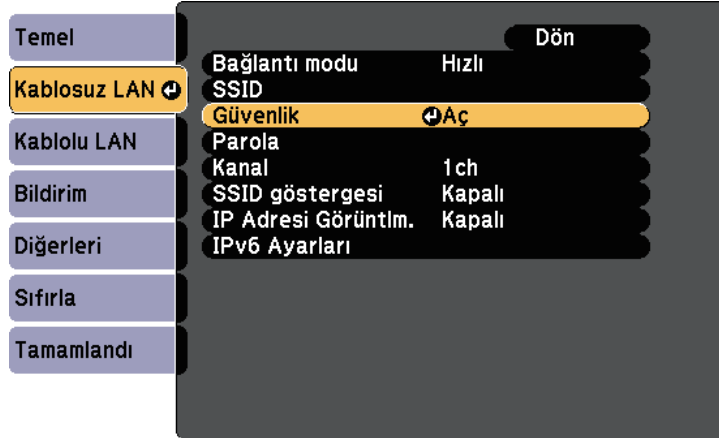 Temel
Kablosuz LAN
Kablolu LAN
Bildirim
Diğerleri
Sıfırla
Tamamlandı
Dön
Bağlantı modu Hızlı
SSID
Güvenlik Aç
Parola
Kanal 1ch
SSID göstergesi Kapalı
IP Adresi Görüntlm. Kapalı
IPv6 Ayarları